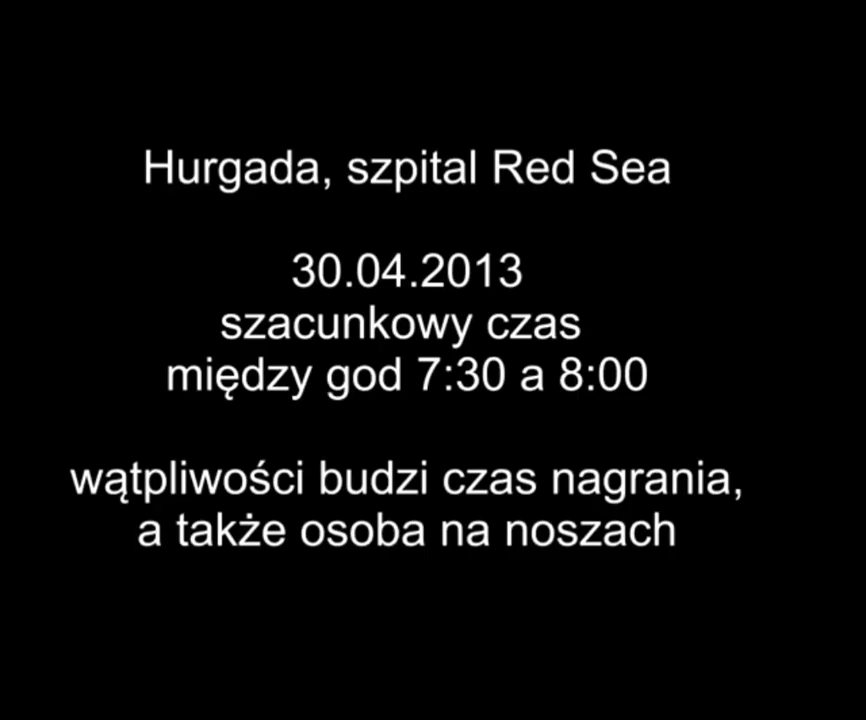 Hurgada, szpital Red Sea
30.04.2013
szacunkowy czas
między god 7:30 a 8:00
wątpliwości budzi czas nagrania,
a także osoba na noszach